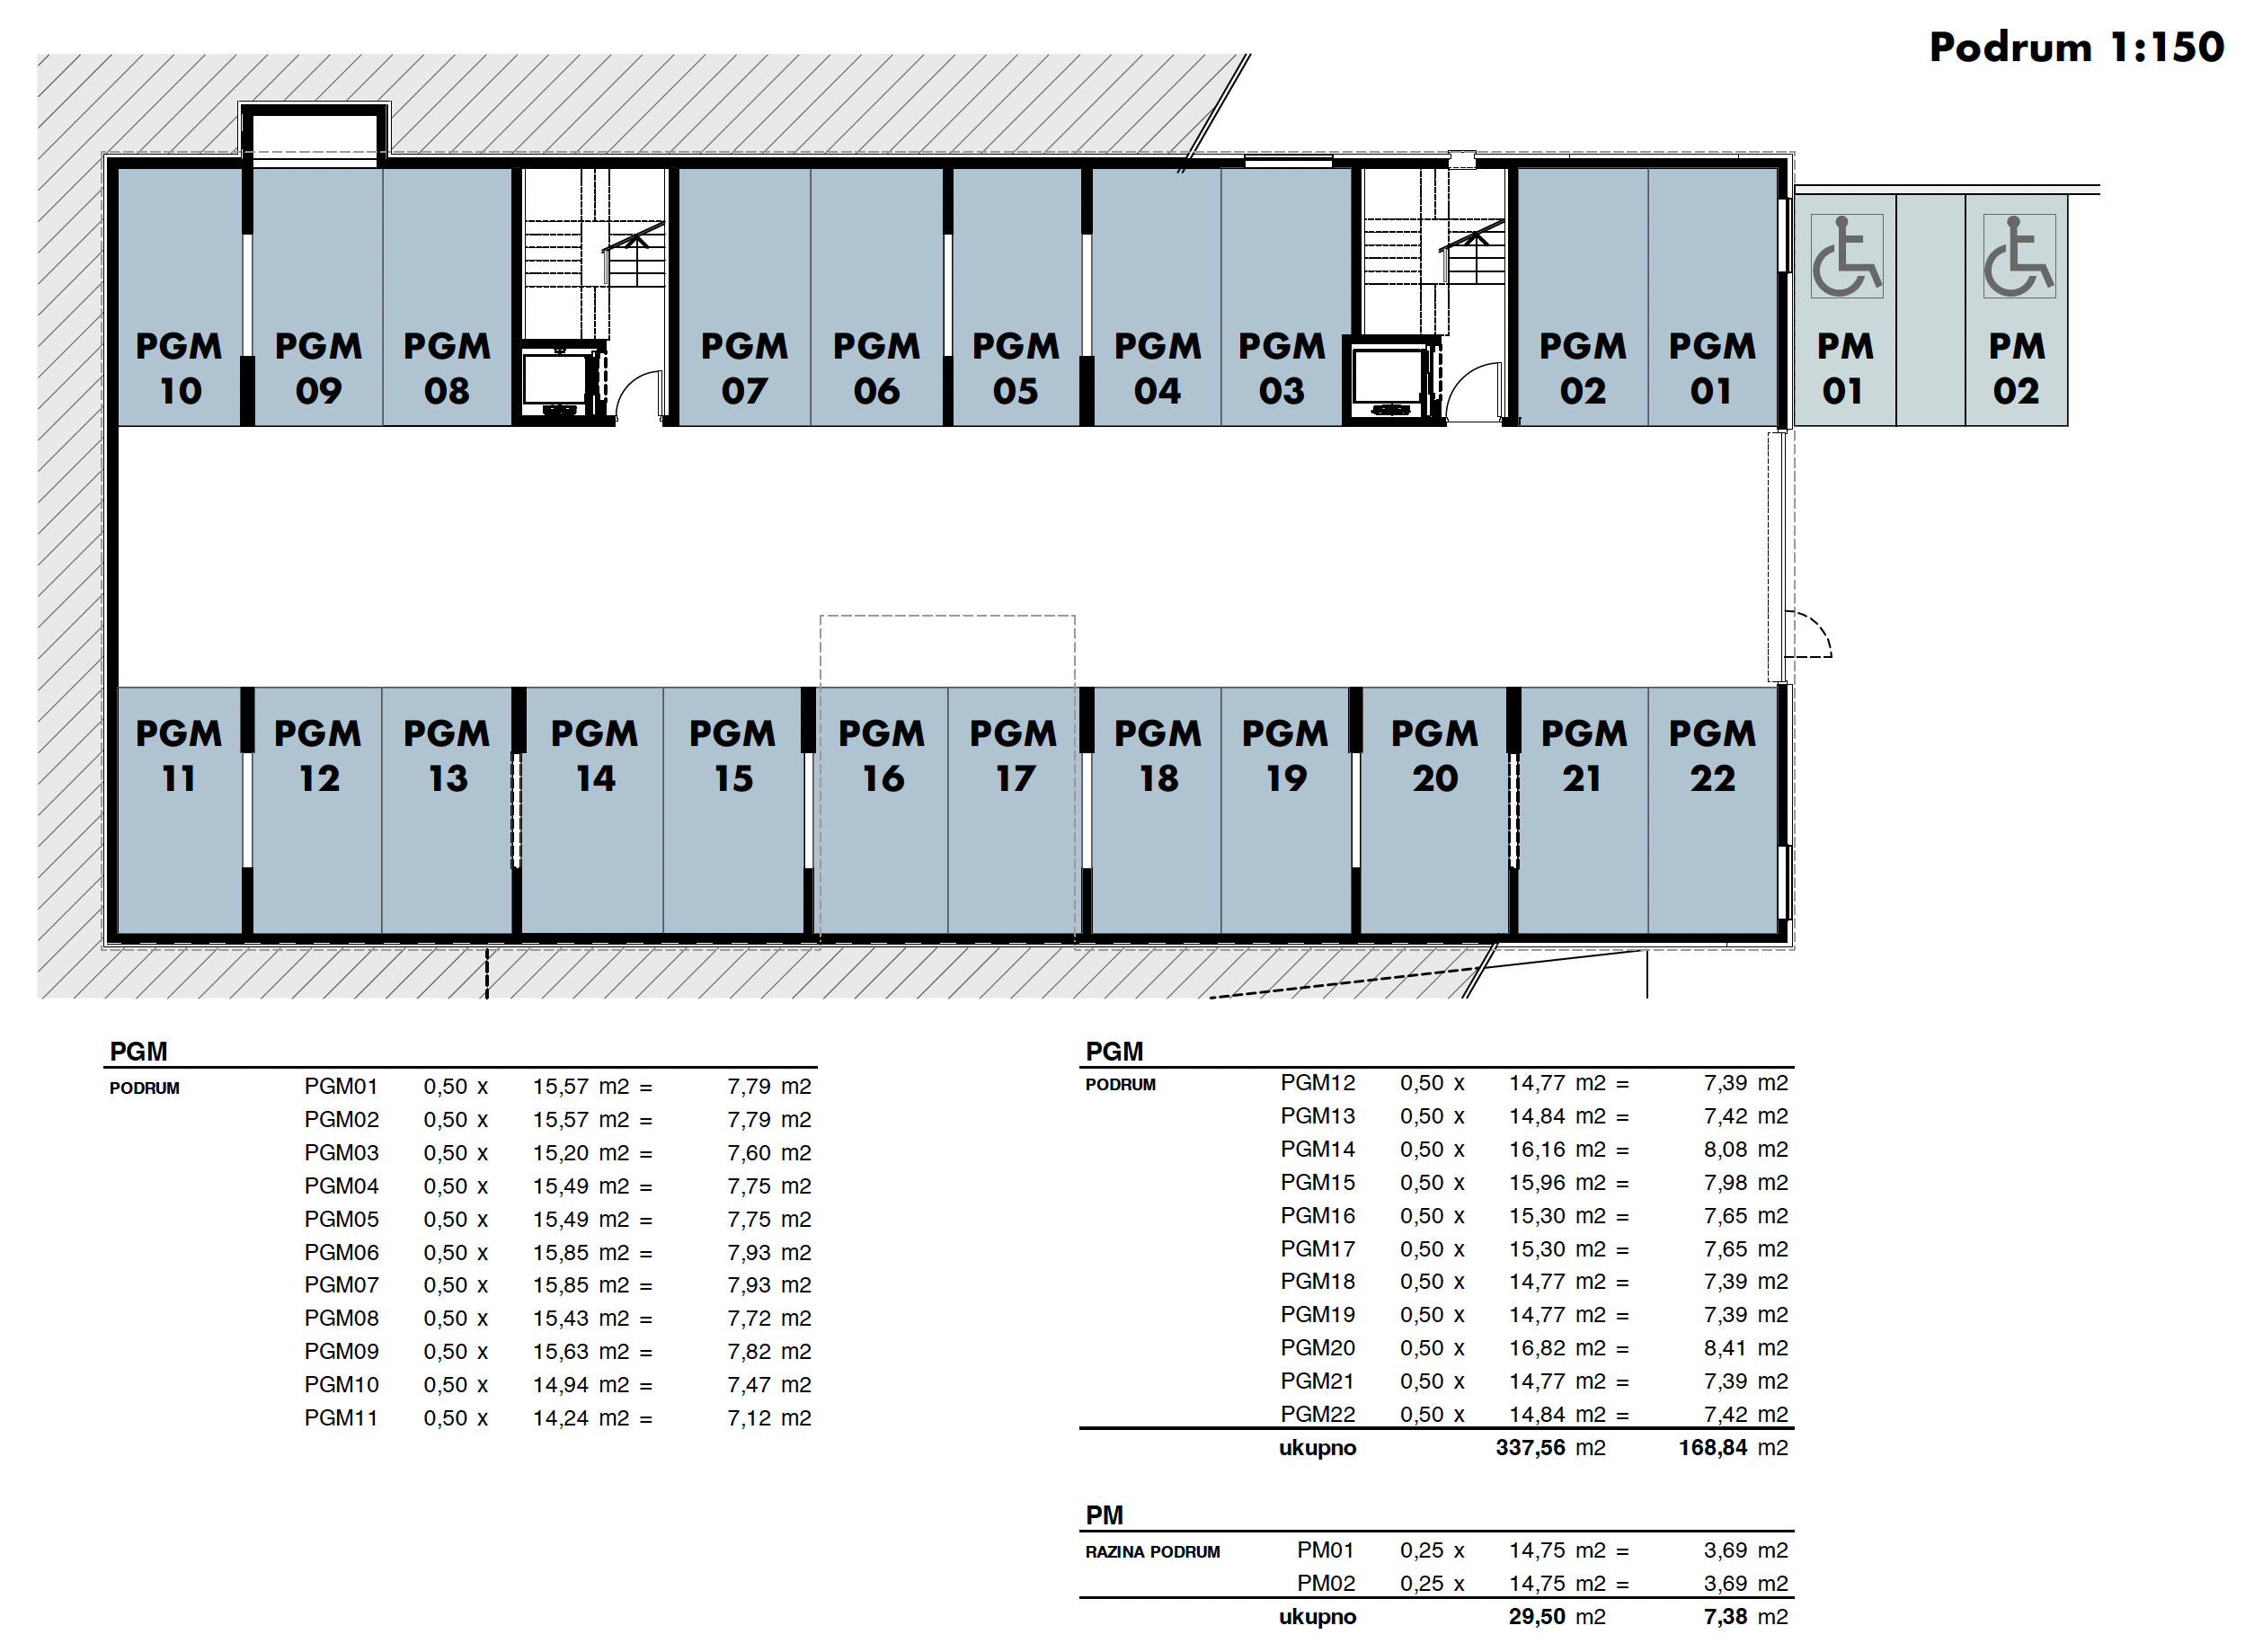 Podrum 1:150
PGM 10
PGM 09
PGM 08
PGM 07
PGM 06
PGM 05
PGM 04
PGM 03
PGM 02
PGM 01
PM 01
PM 02
PGM 11
PGM 12
PGM 13
PGM 14
PGM 15
PGM 16
PGM 17
PGM 18
PGM 19
PGM 20
PGM 21
PGM 22
PGM
PODRUM PGM01 0,50 x 15,57 m2 = 7,79 m2
PGM02 0,50 x 15,57 m2 = 7,79 m2
PGM03 0,50 x 15,20 m2 = 7,60 m2
PGM04 0,50 x 15,49 m2 = 7,75 m2
PGM05 0,50 x 15,49 m2 = 7,75 m2
PGM06 0,50 x 15,85 m2 = 7,93 m2
PGM07 0,50 x 15,85 m2 = 7,93 m2
PGM08 0,50 x 15,43 m2 = 7,72 m2
PGM09 0,50 x 15,63 m2 = 7,82 m2
PGM10 0,50 x 14,94 m2 = 7,47 m2
PGM11 0,50 x 14,24 m2 = 7,12 m2
PGM
PODRUM PGM12 0,50 x 14,77 m2 = 7,39 m2
PGM13 0,50 x 14,84 m2 = 7,42 m2
PGM14 0,50 x 16,16 m2 = 8,08 m2
PGM15 0,50 x 15,96 m2 = 7,98 m2
PGM16 0,50 x 15,30 m2 = 7,65 m2
PGM17 0,50 x 15,30 m2 = 7,65 m2
PGM18 0,50 x 14,77 m2 = 7,39 m2
PGM19 0,50 x 14,77 m2 = 7,39 m2
PGM20 0,50 x 16,82 m2 = 8,41 m2
PGM21 0,50 x 14,77 m2 = 7,39 m2
PGM22 0,50 x 14,84 m2 = 7,42 m2
ukupno 337,56 m2 168,84 m2
PM
RAZINA PODRUM PM01 0,25 x 14,75 m2 = 3,69 m2
PM02 0,25 x 14,75 m2 = 3,69 m2
ukupno 29,50 m2 7,38 m2